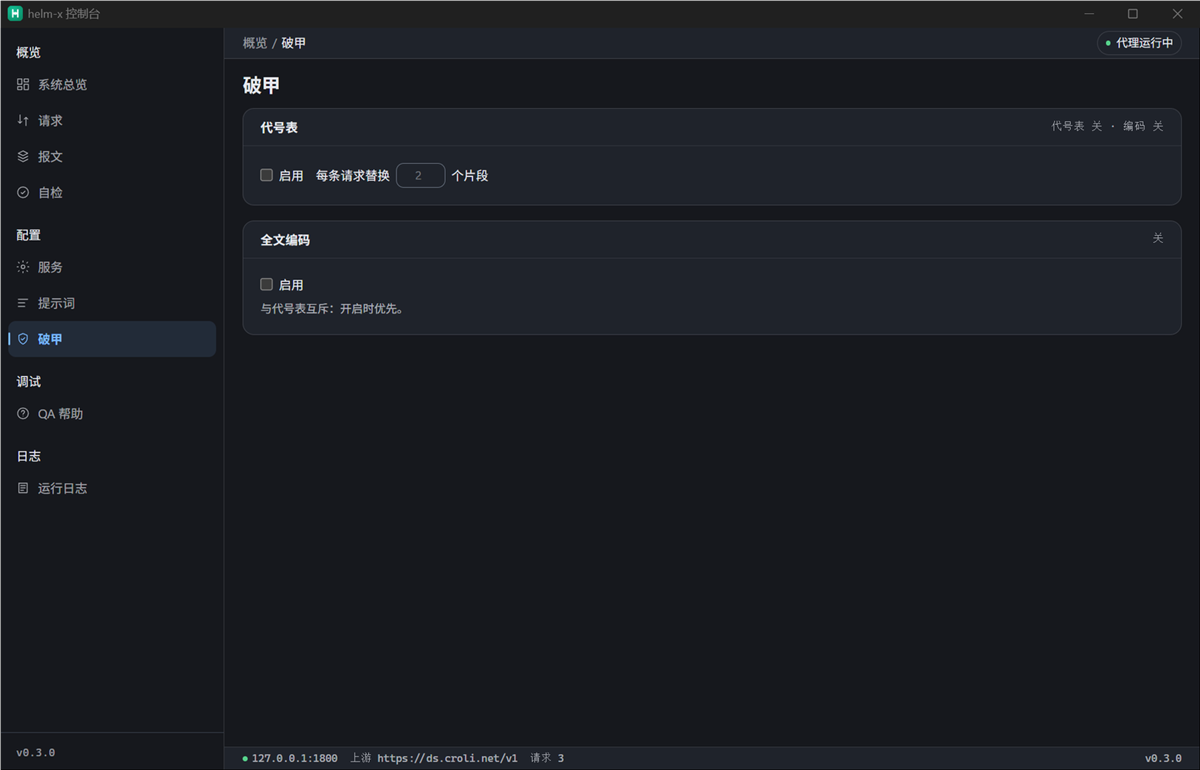 helm-x 控制台
概览
系统总览
请求
报文
自检
配置
服务
提示词
破甲
调试
QA 帮助
日志
运行日志
v0.3.0
概览 / 破甲
代理运行中
破甲
代号表
代号表 关 · 编码 关
启用 每条请求替换 2 个片段
全文编码
关
启用
与代号表互斥：开启时优先。
127.0.0.1:1800 上游 https://ds.croli.net/v1 请求 3
v0.3.0